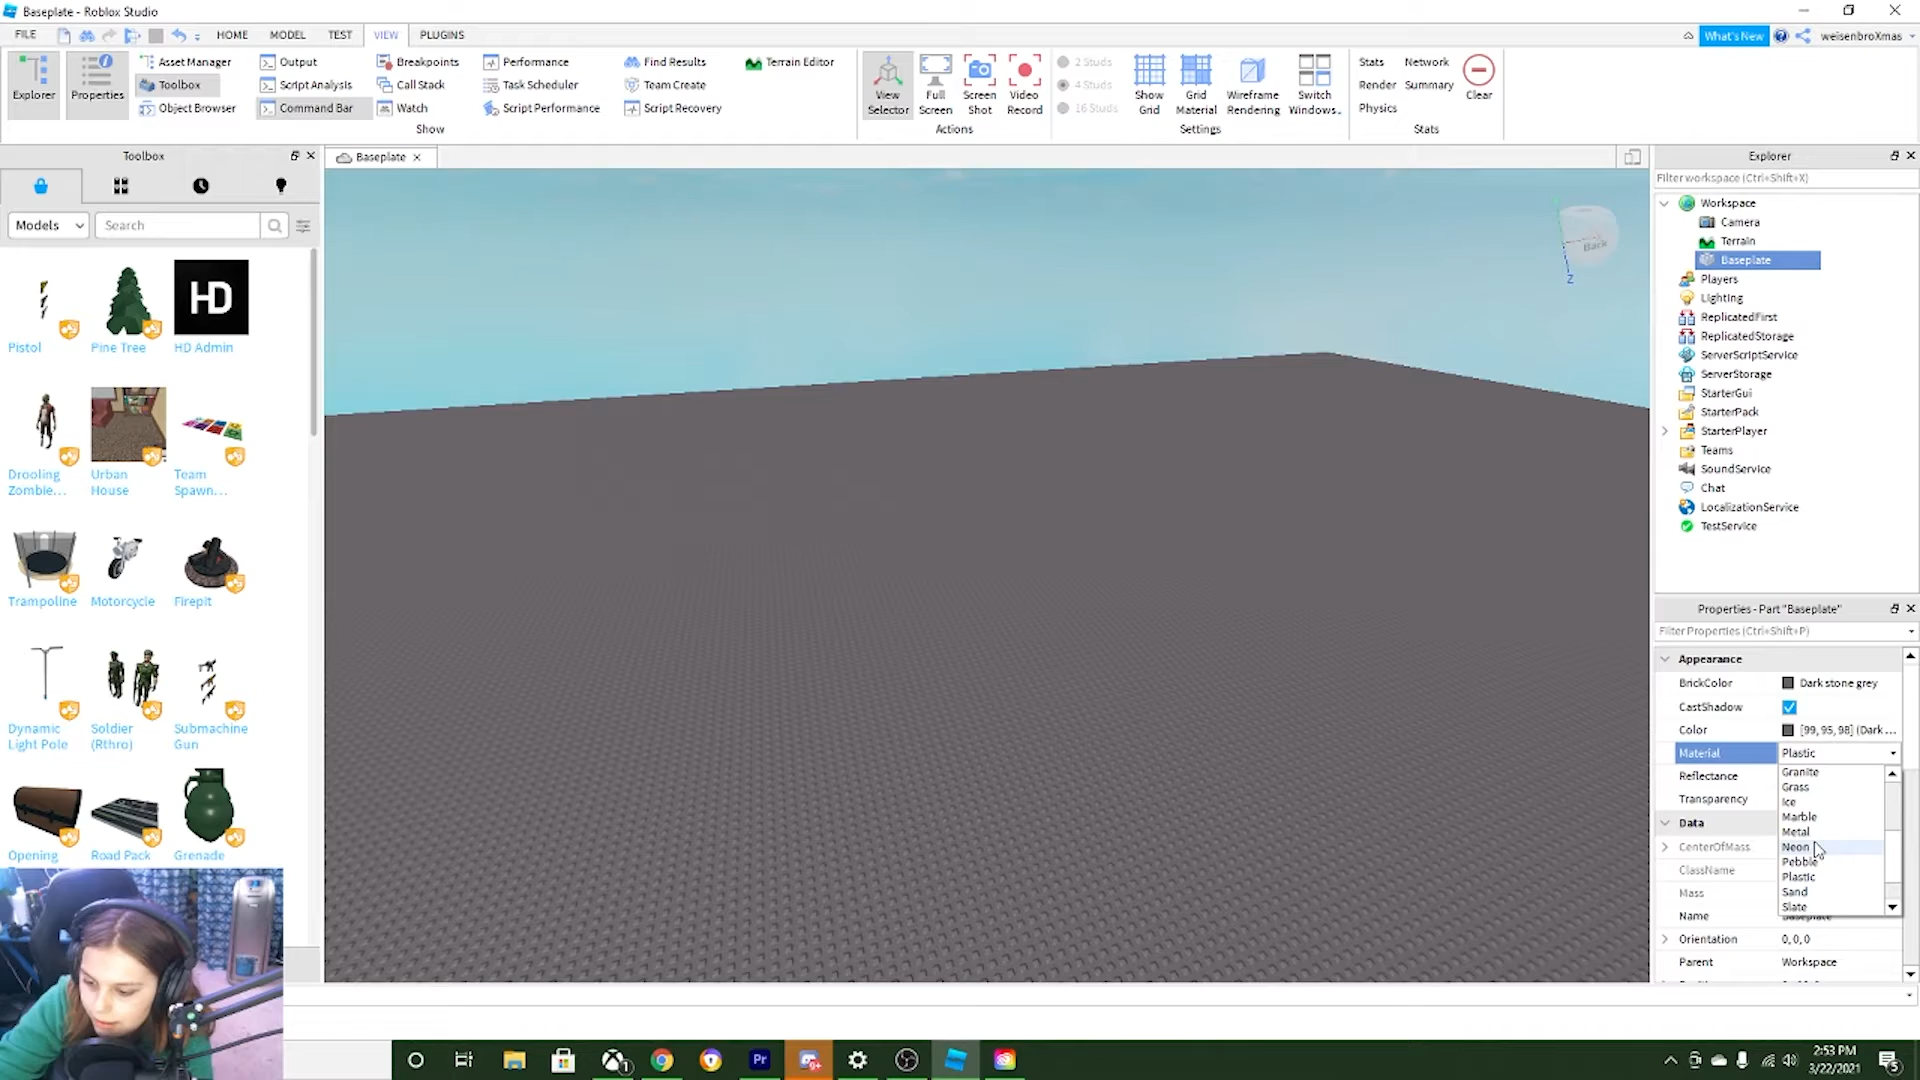 Baseplate - Roblox Studio
FILE HOME MODEL TEST VIEW PLUGINS What's New weisenbroXmas
Explorer Properties
Asset Manager
Toolbox
Object Browser
Output
Script Analysis
Command Bar
Breakpoints
Call Stack
Watch
Performance
Task Scheduler
Script Performance
Find Results
Team Create
Script Recovery
Terrain Editor
Show
View Selector
Full Screen
Screen Shot
Video Record
Actions
2 Studs
4 Studs
16 Studs
Show Grid
Grid Material
Wireframe Rendering
Switch Windows
Settings
Stats Network
Render Summary
Physics
Clear
Stats
Toolbox
Models
Search
Pistol Pine Tree HD Admin
HD
Drooling Zombie...
Urban House
Team Spawn...
Trampoline Motorcycle Firepit
Dynamic Light Pole
Soldier (Rthro)
Submachine Gun
Opening Road Pack Grenade
Baseplate
Back
Z
Explorer
Filter workspace (Ctrl+Shift+X)
Workspace
Camera
Terrain
Baseplate
Players
Lighting
ReplicatedFirst
ReplicatedStorage
ServerScriptService
ServerStorage
StarterGui
StarterPack
StarterPlayer
Teams
SoundService
Chat
LocalizationService
TestService
Properties - Part "Baseplate"
Filter Properties (Ctrl+Shift+P)
Appearance
BrickColor Dark stone grey
CastShadow
Color [99, 95, 98] (Dark ...
Material Plastic
Reflectance
Transparency
Granite
Grass
Ice
Marble
Metal
Neon
Pebble
Plastic
Sand
Slate
Data
CenterOfMass
ClassName
Mass
Name Baseplate
Orientation 0, 0, 0
Parent Workspace
Pr
9+
1
2:53 PM
3/22/2021
5